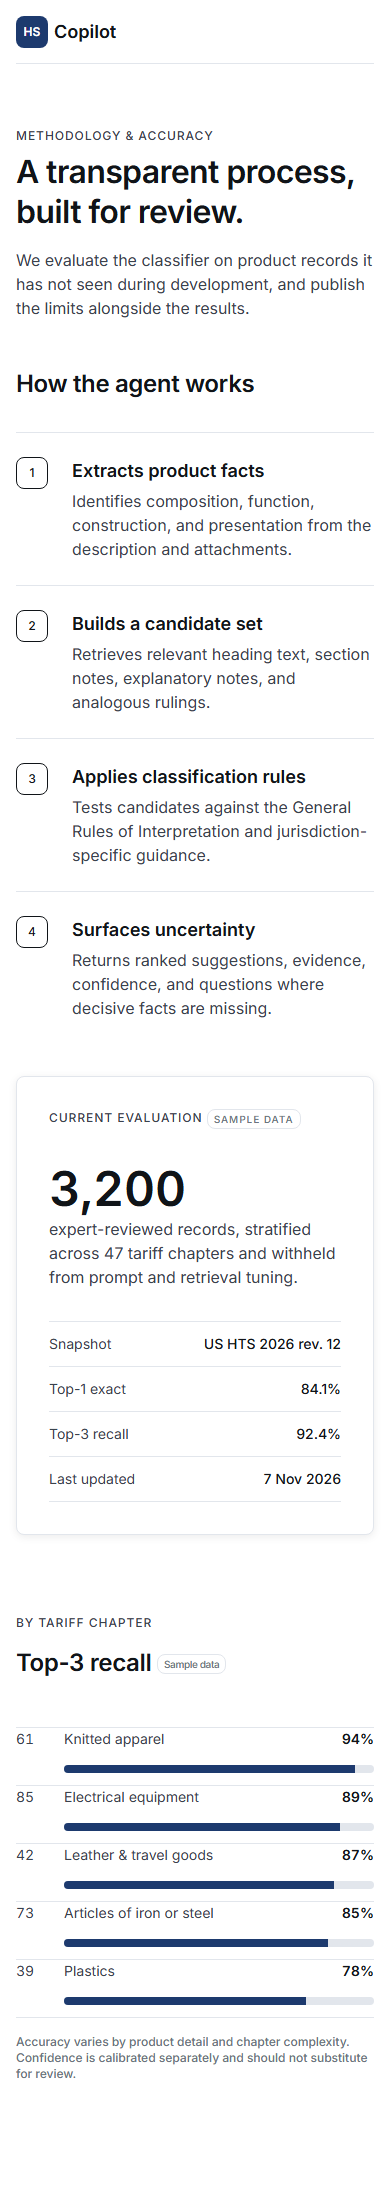 HS Copilot
METHODOLOGY & ACCURACY
A transparent process,
built for review.
We evaluate the classifier on product records it
has not seen during development, and publish
the limits alongside the results.
How the agent works
1 Extracts product facts
Identifies composition, function,
construction, and presentation from the
description and attachments.
2 Builds a candidate set
Retrieves relevant heading text, section
notes, explanatory notes, and
analogous rulings.
3 Applies classification rules
Tests candidates against the General
Rules of Interpretation and jurisdiction-
specific guidance.
4 Surfaces uncertainty
Returns ranked suggestions, evidence,
confidence, and questions where
decisive facts are missing.
CURRENT EVALUATION SAMPLE DATA
3,200
expert-reviewed records, stratified
across 47 tariff chapters and withheld
from prompt and retrieval tuning.
Snapshot US HTS 2026 rev. 12
Top-1 exact 84.1%
Top-3 recall 92.4%
Last updated 7 Nov 2026
BY TARIFF CHAPTER
Top-3 recall Sample data
61 Knitted apparel 94%
85 Electrical equipment 89%
42 Leather & travel goods 87%
73 Articles of iron or steel 85%
39 Plastics 78%
Accuracy varies by product detail and chapter complexity.
Confidence is calibrated separately and should not substitute
for review.